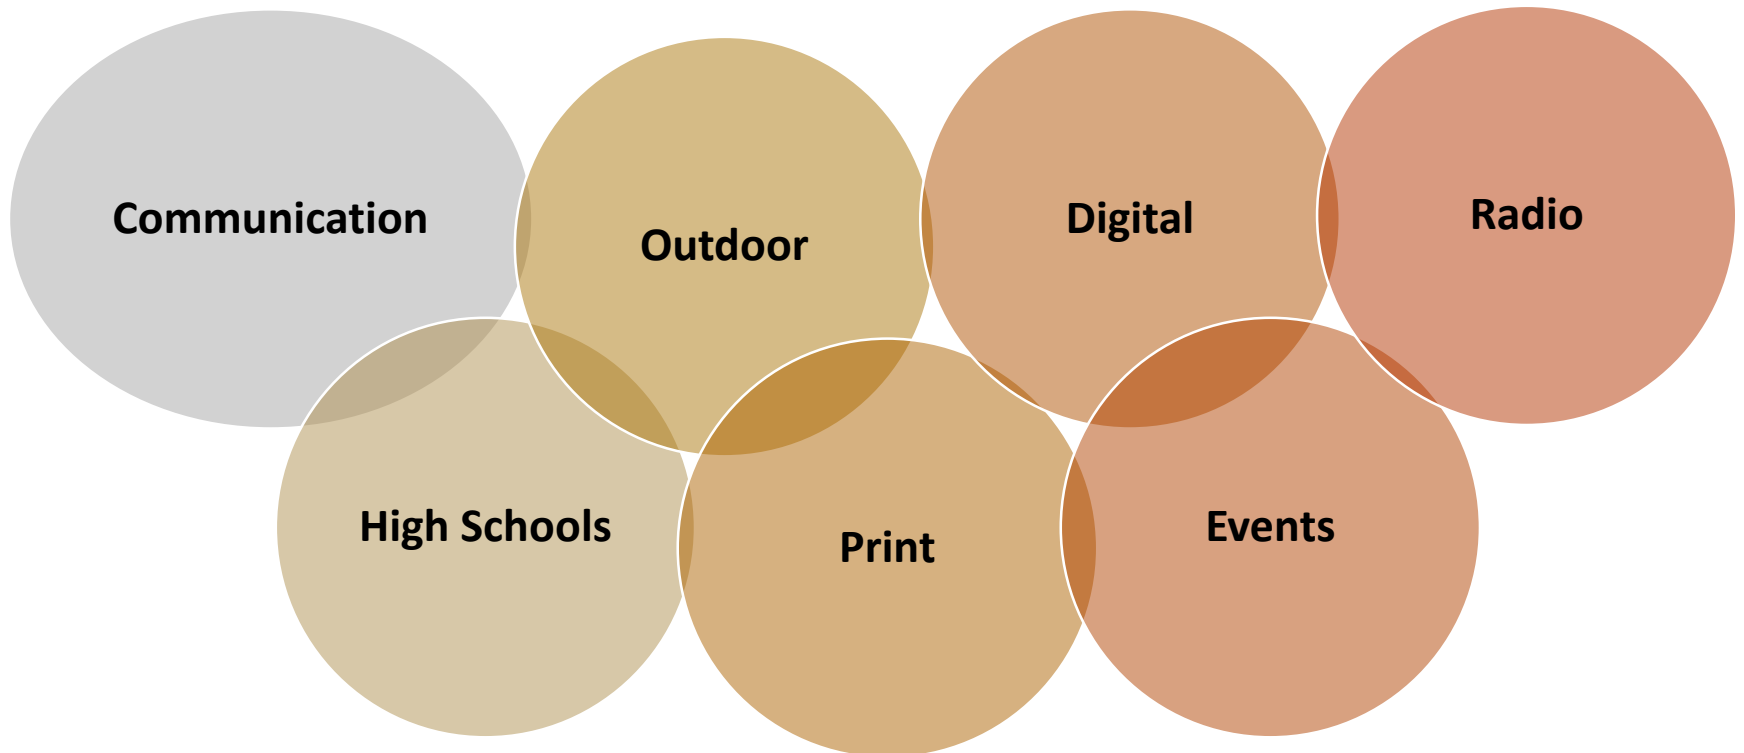 Communication
Outdoor
Digital
Radio
High Schools
Print
Events